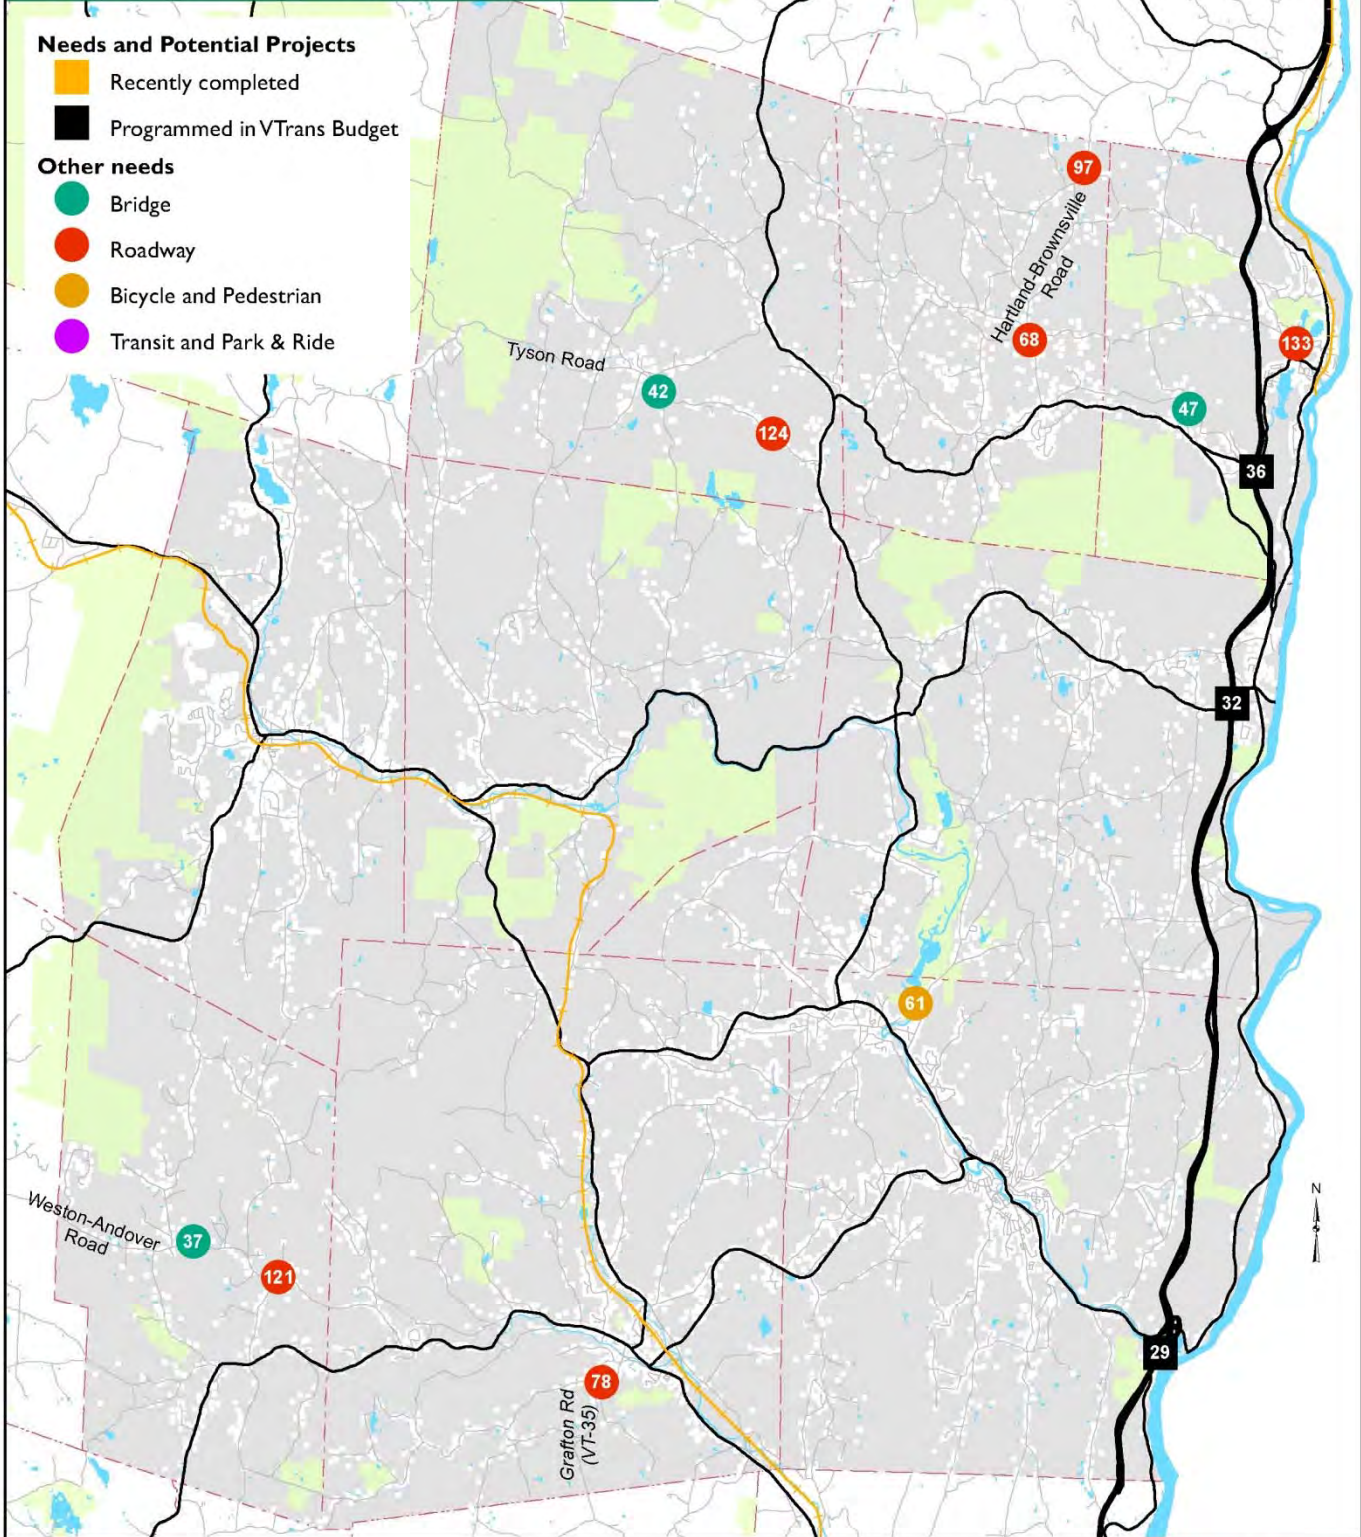 Needs and Potential Projects
Recently completed
Programmed in VTrans Budget
Other needs
Bridge
Roadway
Bicycle and Pedestrian
Transit and Park & Ride
97
Hartland-Brownsville
Road
68
133
Tyson Road
42
124
47
36
32
61
Weston-Andover
Road
37
121
N
29
78
Grafton Rd
(VT-35)